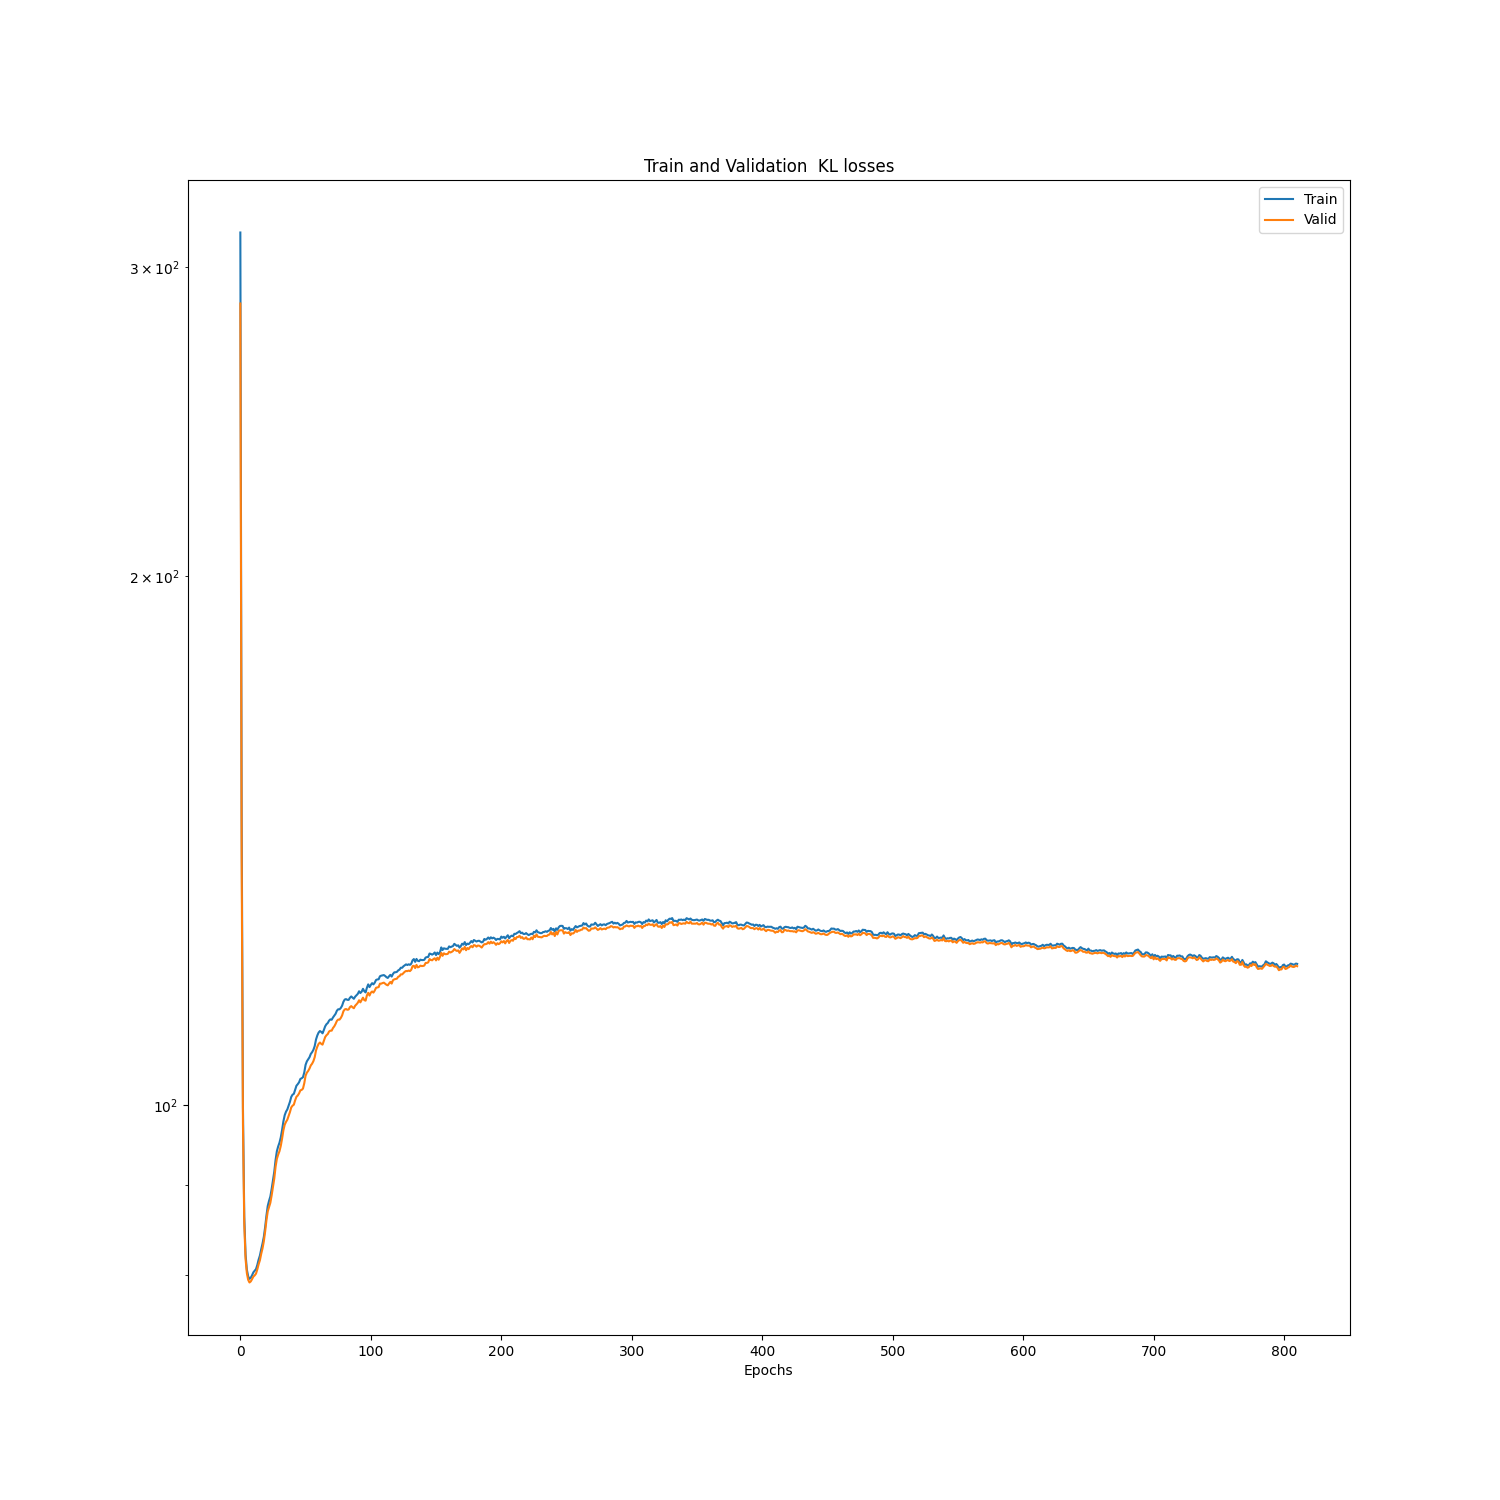 Train and Validation  KL losses
Train
Valid
3 × 10²
2 × 10²
10²
0 100 200 300 400 500 600 700 800
Epochs